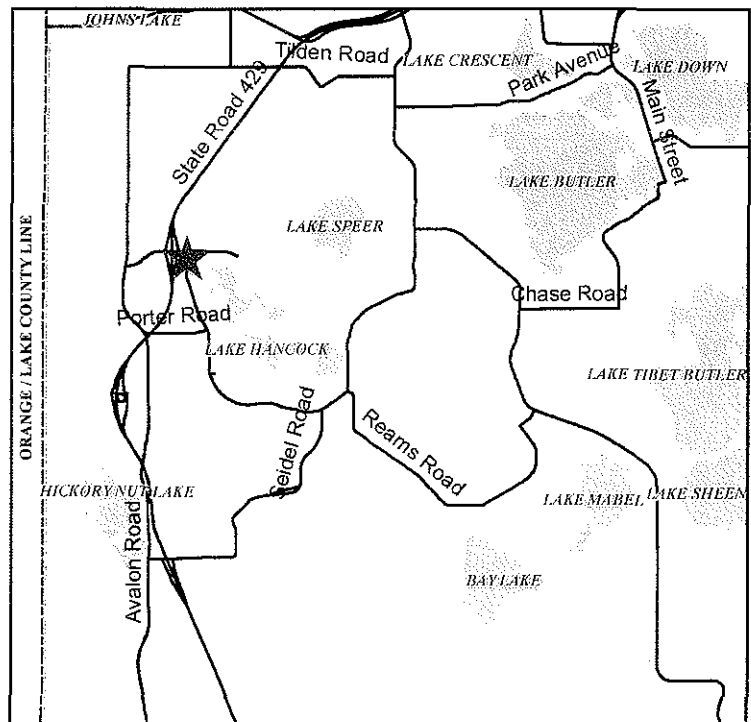 JOHNS LAKE
Tilden Road
LAKE CRESCENT
Park Avenue
LAKE DOWN
State Road 429
Main Street
LAKE BUTLER
LAKE SPEER
ORANGE / LAKE COUNTY LINE
Porter Road
Chase Road
LAKE HANCOCK
LAKE TIBET BUTLER
Seidel Road
Reams Road
HICKORY NUT LAKE
LAKE MABEL
LAKE SHEEN
Avalon Road
BAY LAKE